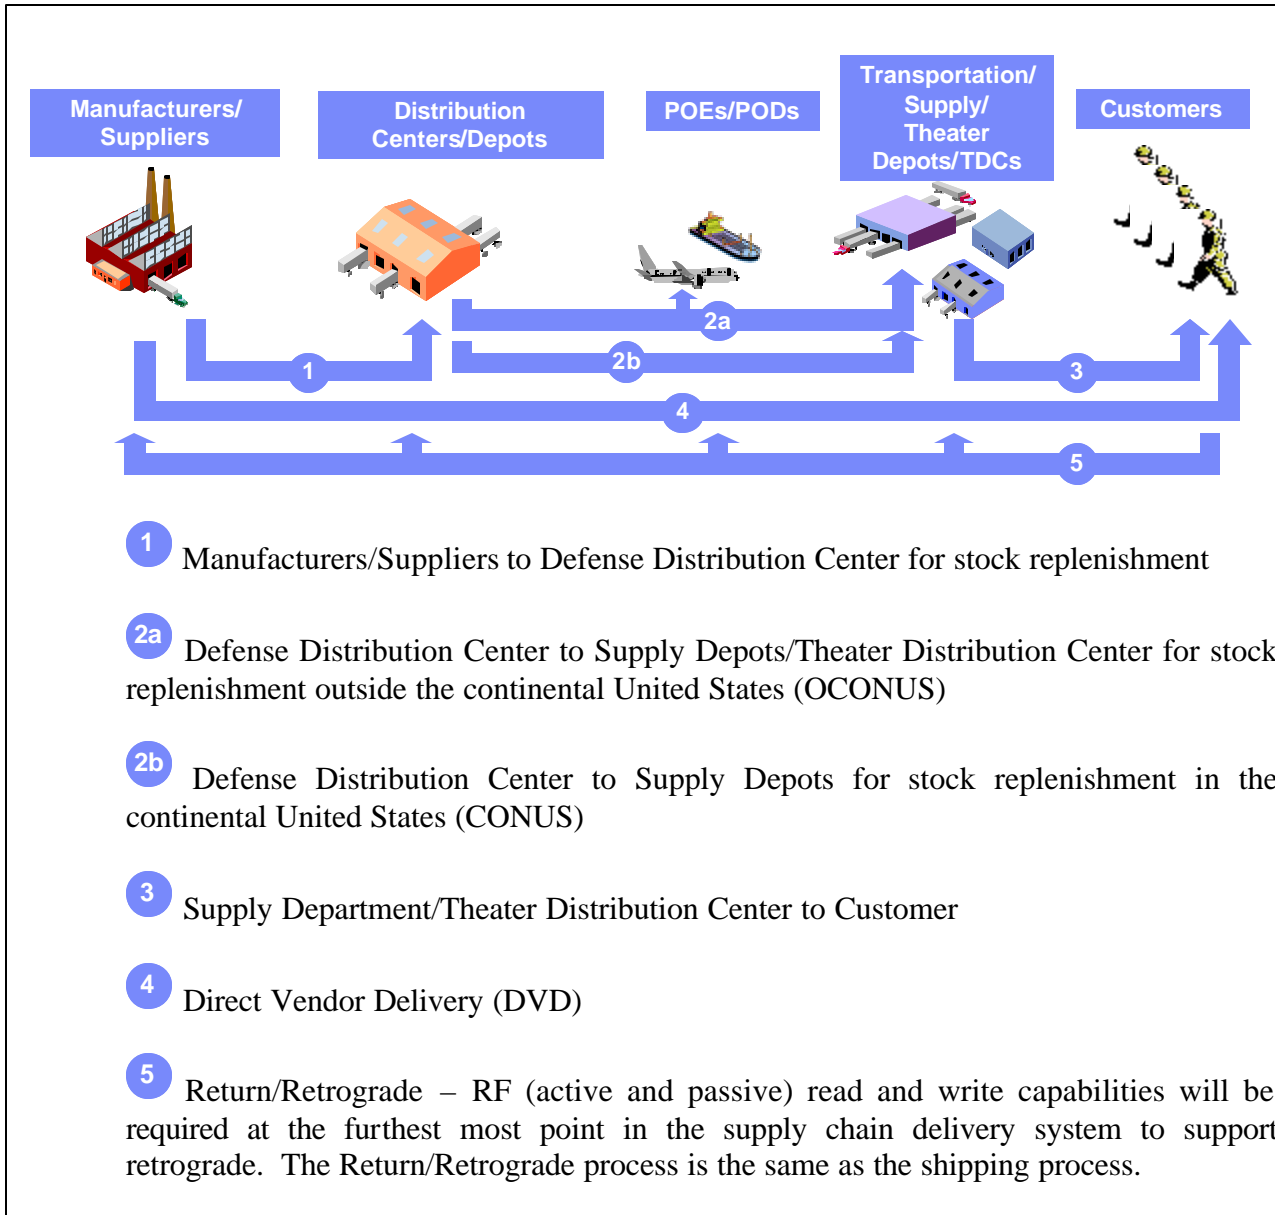 Manufacturers/
Suppliers
Distribution
Centers/Depots
POEs/PODs
Transportation/
Supply/
Theater
Depots/TDCs
Customers
2a
2b
1
3
4
5
1 Manufacturers/Suppliers to Defense Distribution Center for stock replenishment
2a Defense Distribution Center to Supply Depots/Theater Distribution Center for stock
replenishment outside the continental United States (OCONUS)
2b Defense Distribution Center to Supply Depots for stock replenishment in the
continental United States (CONUS)
3 Supply Department/Theater Distribution Center to Customer
4 Direct Vendor Delivery (DVD)
5 Return/Retrograde – RF (active and passive) read and write capabilities will be
required at the furthest most point in the supply chain delivery system to support
retrograde. The Return/Retrograde process is the same as the shipping process.